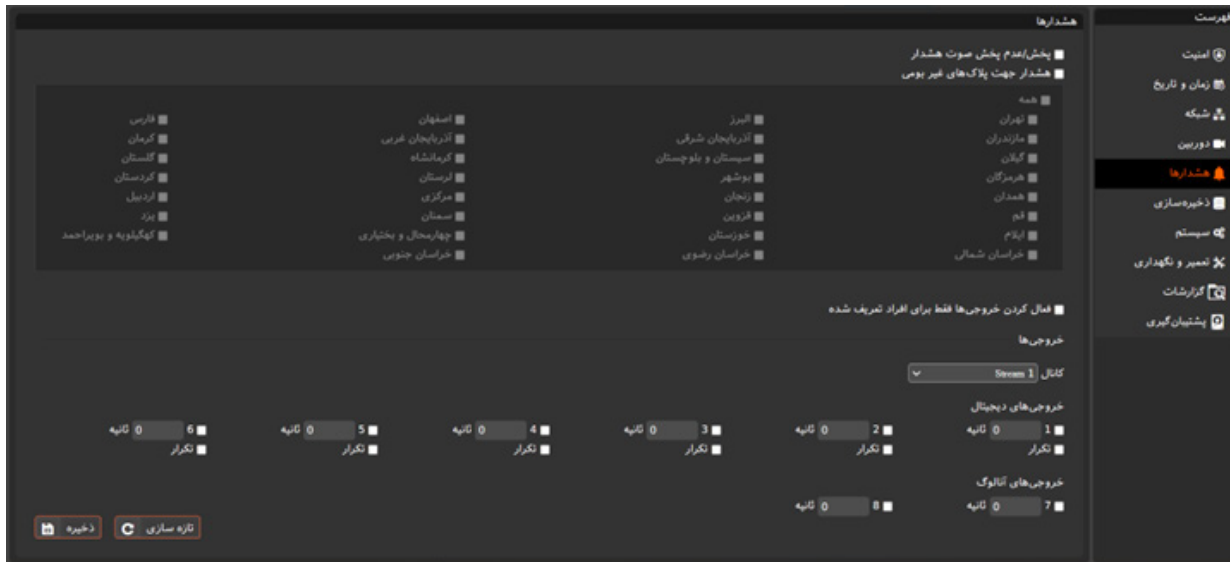 فهرست
امنیت
زمان و تاریخ
شبکه
دوربین
هشدارها
ذخیره‌سازی
سیستم
تعمیر و نگهداری
گزارشات
پشتیبان‌گیری
هشدارها
پخش/عدم پخش صوت هشدار
هشدار جهت پلاک‌های غیر بومی
همه
تهران البرز اصفهان فارس
مازندران آذربایجان شرقی آذربایجان غربی کرمان
گیلان سیستان و بلوچستان کرمانشاه گلستان
هرمزگان بوشهر لرستان کردستان
همدان زنجان مرکزی اردبیل
قم قزوین سمنان یزد
ایلام خوزستان چهارمحال و بختیاری کهگیلویه و بویراحمد
خراسان شمالی خراسان رضوی خراسان جنوبی
فعال کردن خروجی‌ها فقط برای افراد تعریف شده
خروجی‌ها
کانال Stream 1
خروجی‌های دیجیتال
1 0 ثانیه 2 0 ثانیه 3 0 ثانیه 4 0 ثانیه 5 0 ثانیه 6 0 ثانیه
تکرار تکرار تکرار تکرار تکرار تکرار
خروجی‌های آنالوگ
7 0 ثانیه 8 0 ثانیه
تازه سازی ذخیره